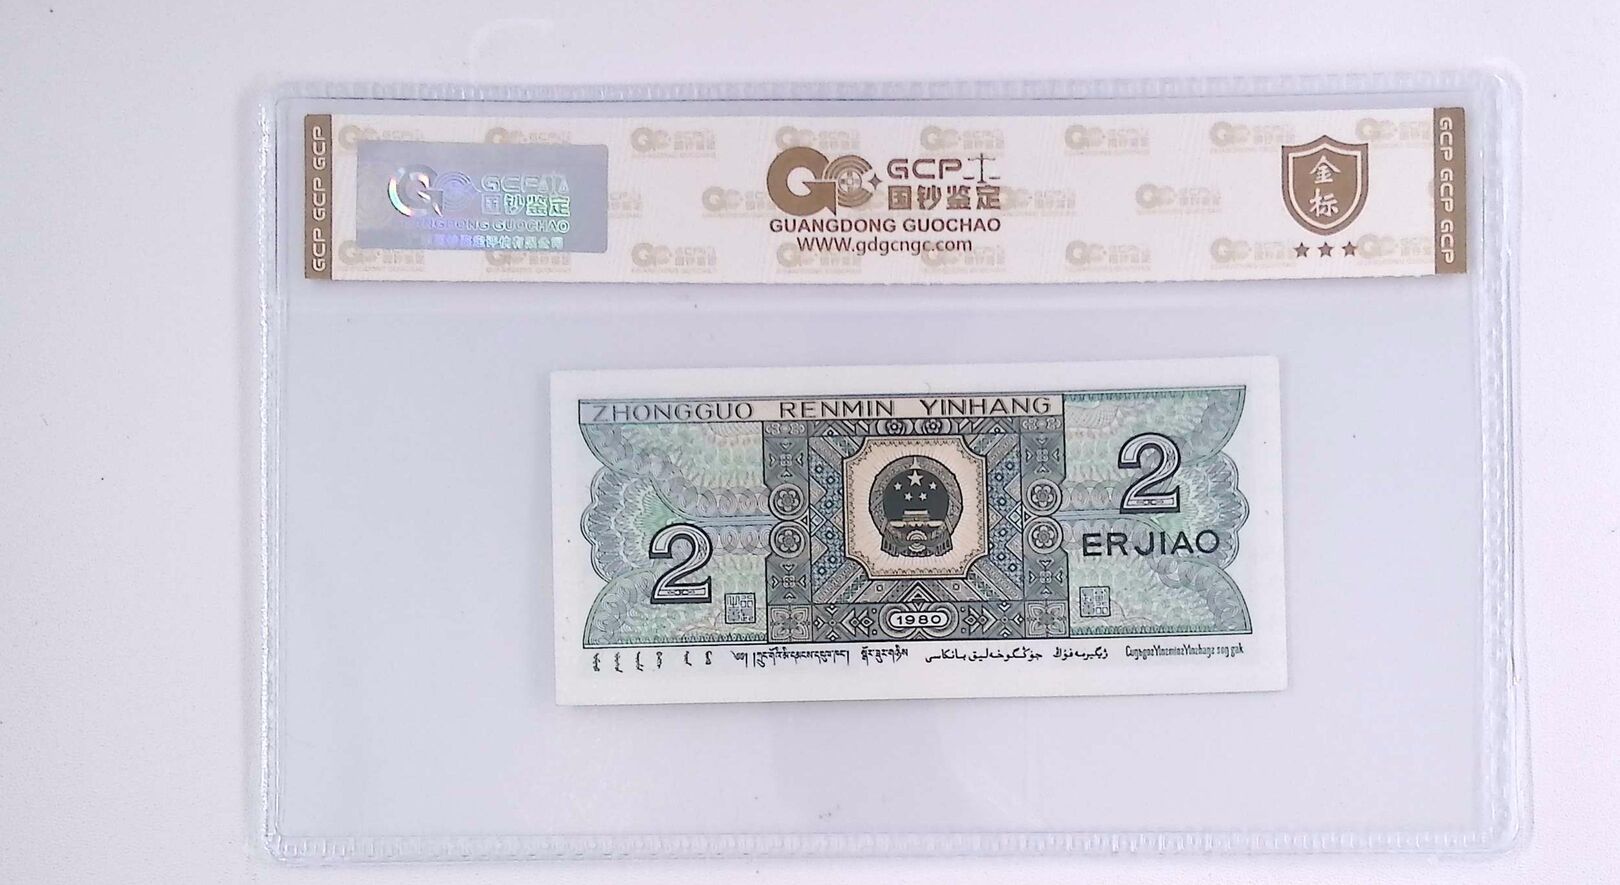 GCP GCP GCP
GCP
国钞鉴定
GUANGDONG GUOCHAO
GCP
国钞鉴定
GUANGDONG GUOCHAO
WWW.gdgcngc.com
金
标
GCP GCP GCP
ZHONGGUO RENMIN YINHANG
2
2
ERJIAO
1980